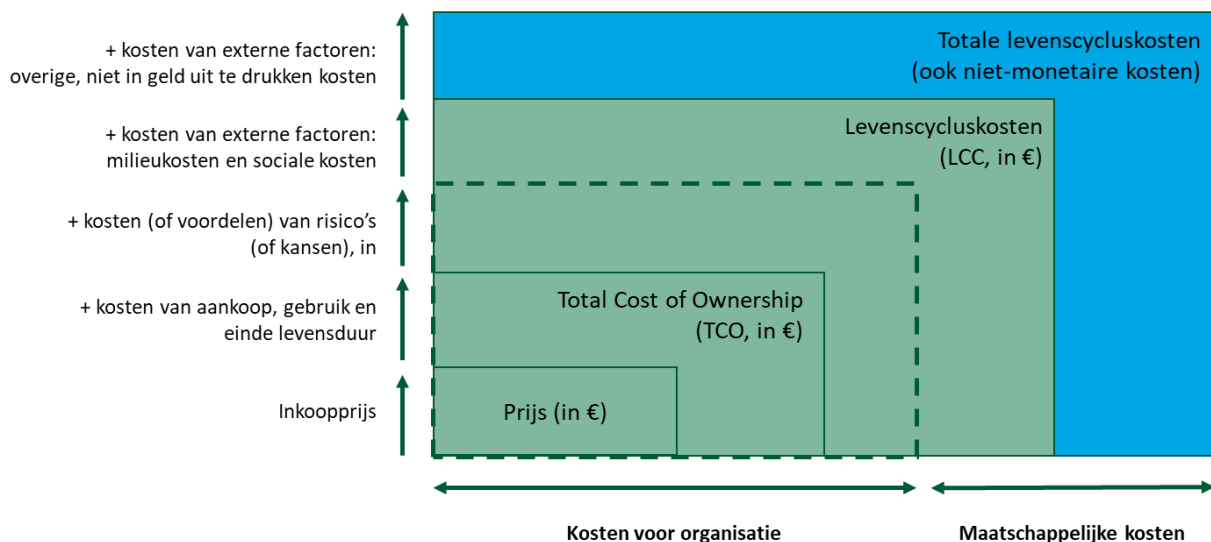 + kosten van externe factoren:
overige, niet in geld uit te drukken kosten
Totale levenscycluskosten
(ook niet-monetaire kosten)
+ kosten van externe factoren:
milieukosten en sociale kosten
Levenscycluskosten
(LCC, in €)
+ kosten (of voordelen) van risico's
(of kansen), in
+ kosten van aankoop, gebruik en
einde levensduur
Total Cost of Ownership
(TCO, in €)
Inkoopprijs
Prijs (in €)
Kosten voor organisatie
Maatschappelijke kosten